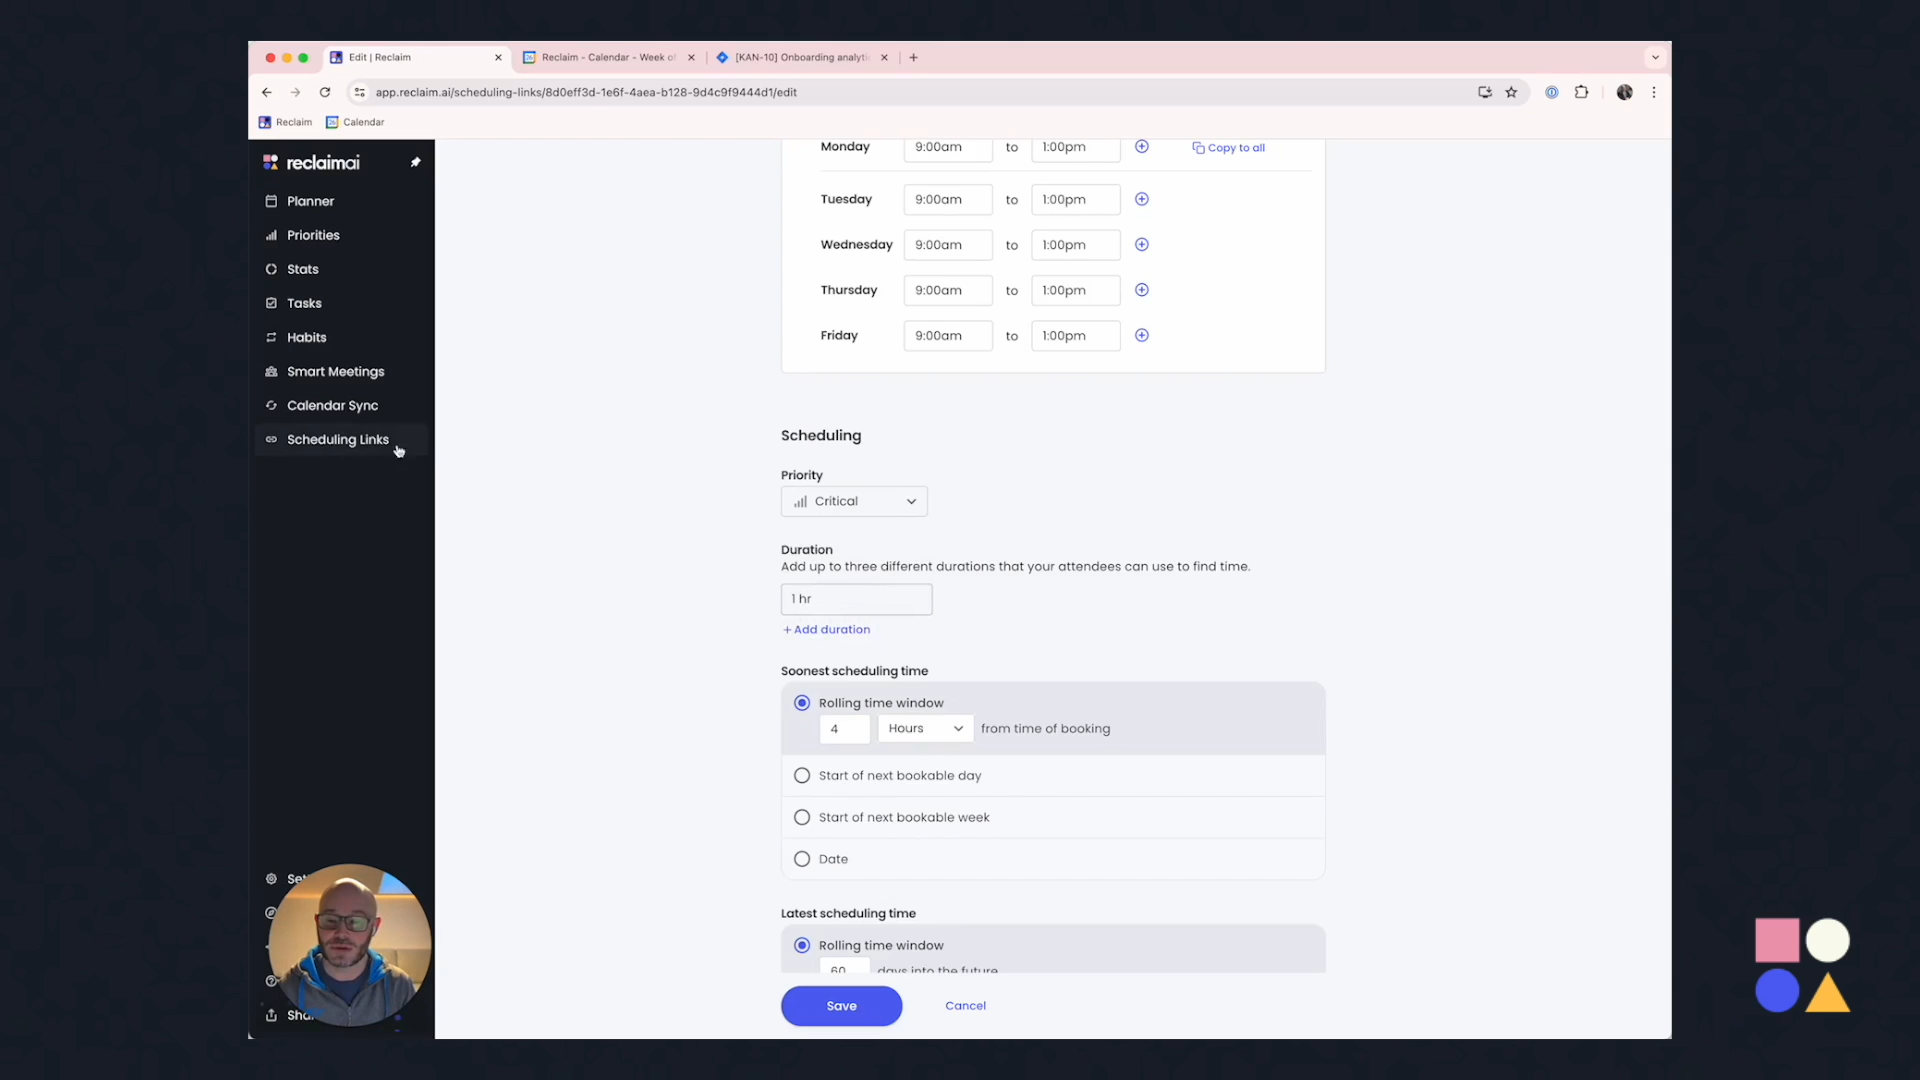 Edit | Reclaim
Reclaim - Calendar - Week of
[KAN-10] Onboarding analyti
app.reclaim.ai/scheduling-links/8d0eff3d-1e6f-4aea-b128-9d4c9f9444d1/edit
Reclaim
Calendar
reclaimai
Planner
Priorities
Stats
Tasks
Habits
Smart Meetings
Calendar Sync
Scheduling Links
Monday 9:00am to 1:00pm Copy to all
Tuesday 9:00am to 1:00pm
Wednesday 9:00am to 1:00pm
Thursday 9:00am to 1:00pm
Friday 9:00am to 1:00pm
Scheduling
Priority
Critical
Duration
Add up to three different durations that your attendees can use to find time.
1 hr
+ Add duration
Soonest scheduling time
Rolling time window
4 Hours from time of booking
Start of next bookable day
Start of next bookable week
Date
Latest scheduling time
Rolling time window
60 days into the future
Save Cancel